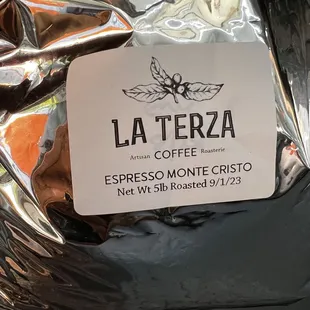 LA TERZA
Artisan COFFEE Roasterie
ESPRESSO MONTE CRISTO
Net Wt 5lb Roasted 9/1/23